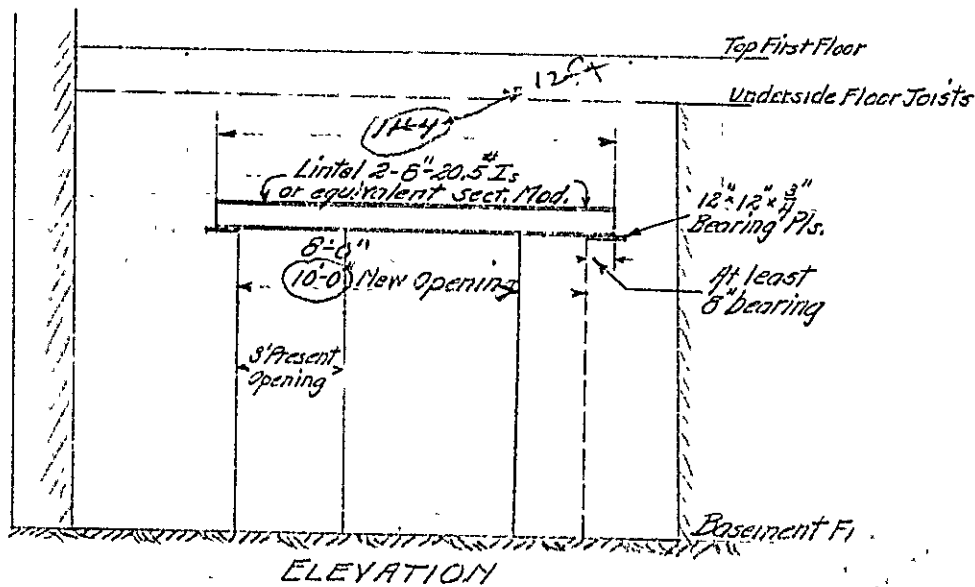 Top First Floor
12 ft
Underside Floor Joists
11'-4"
Lintel 2-8"-20.5# Is
or equivalent sect. Mod.
12"x12"x3/4"
Bearing Pls.
8'-0"
10'-0" New Opening
At least
8" bearing
3' Present
Opening
Basement Fl
ELEVATION